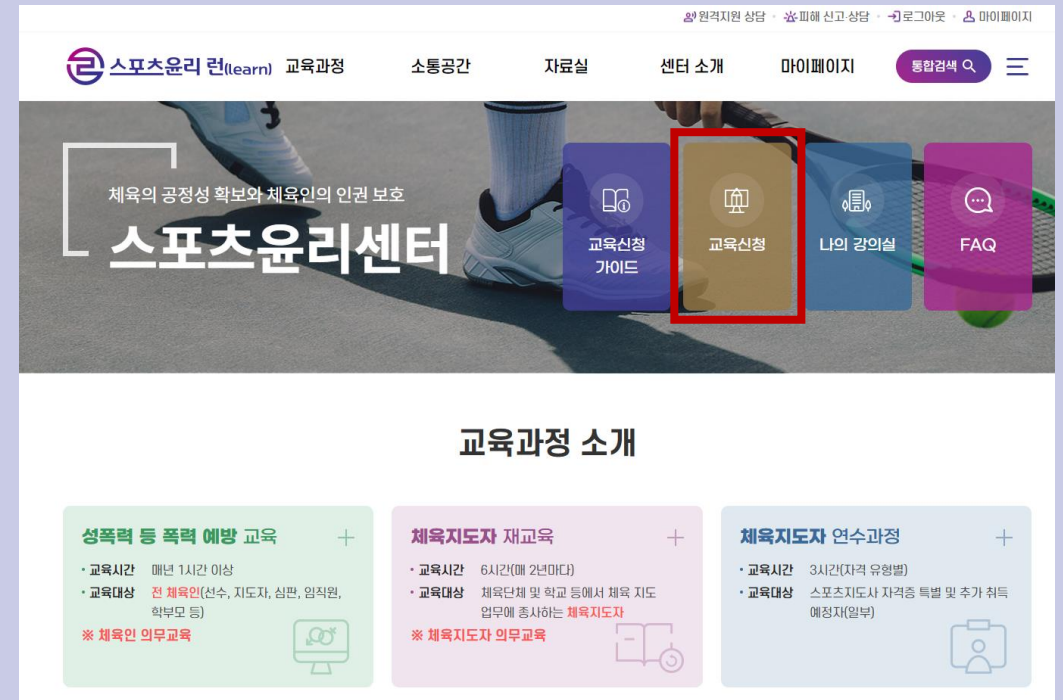 원격지원 상담 · 피해 신고·상담 · 로그아웃 · 마이페이지
런 스포츠윤리 런(learn) 교육과정 소통공간 자료실 센터 소개 마이페이지 통합검색
체육의 공정성 확보와 체육인의 인권 보호
스포츠윤리센터
교육신청
가이드
교육신청
나의 강의실
FAQ
교육과정 소개
성폭력 등 폭력 예방 교육
• 교육시간 매년 1시간 이상
• 교육대상 전 체육인(선수, 지도자, 심판, 임직원,
학부모 등)
※ 체육인 의무교육
체육지도자 재교육
• 교육시간 6시간(매 2년마다)
• 교육대상 체육단체 및 학교 등에서 체육 지도
업무에 종사하는 체육지도자
※ 체육지도자 의무교육
체육지도자 연수과정
• 교육시간 3시간(자격 유형별)
• 교육대상 스포츠지도사 자격증 특별 및 추가 취득
예정자(일부)